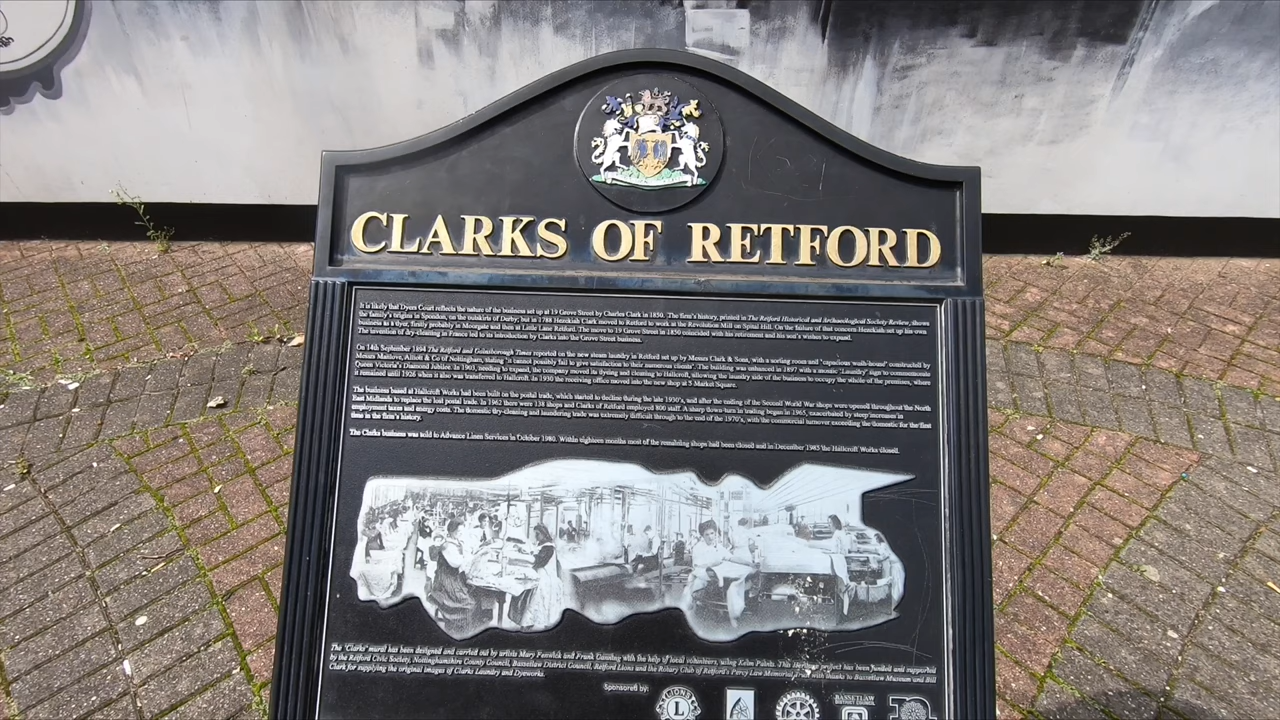 CLARKS OF RETFORD
It is likely that Dyers Court reflects the nature of the business set up at 19 Grove Street by Charles Clark in 1850. The firm's history, printed in The Retford Historical and Archaeological Society Review, shows
the family's origins in Spondon, on the outskirts of Derby, but in 1788 Hezekiah Clark moved to Retford to work at the Revolution Mill on Spital Hill. On the failure of that concern Hezekiah set up his own
business as a dyer, firstly probably in Moorgate and then at Little Lane Retford. The move to 19 Grove Street in 1850 coincided with his retirement and his son's wishes to expand.
The invention of dry-cleaning in France led to its introduction by Clarks into the Grove Street business.
On 14th September 1894 The Retford and Gainsborough Times reported on the new steam laundry in Retford set up by Messrs Clark & Sons, with a sorting room and "capacious wash-house" constructed by
Messrs Manlove, Alliott & Co of Nottingham, stating "it cannot possibly fail to give satisfaction to their numerous clients". The building was enhanced in 1897 with a mosaic "Laundry" sign to commemorate
Queen Victoria's Diamond Jubilee. In 1903, needing to expand, the company moved its dyeing and cleaning to Hallcroft, allowing the laundry side of the business to occupy the whole of the premises, where
it remained until 1926 when it also was transferred to Hallcroft. In 1930 the receiving office moved into the new shop at 5 Market Square.
The business based at Hallcroft Works had been built on the postal trade, which started to decline during the late 1930's, and after the ending of the Second World War shops were opened throughout the North
East Midlands to replace the lost postal trade. In 1962 there were 138 shops and Clarks of Retford employed 800 staff. A sharp down-turn in trading began in 1965, exacerbated by steep increases in
employment taxes and energy costs. The domestic dry-cleaning and laundering trade was extremely difficult through to the end of the 1970's, with the commercial turnover exceeding the domestic for the first
time in the firm's history.
The Clarks business was sold to Advance Linen Services in October 1980. Within eighteen months most of the remaining shops had been closed and in December 1985 the Hallcroft Works closed.
The 'Clarks' mural has been designed and carried out by artists Mary Fenwick and Frank Gunning with the help of local volunteers, using Keim Paints. This Heritage project has been funded and supported
by the Retford Civic Society, Nottinghamshire County Council, Bassetlaw District Council, Retford Lions and the Rotary Club of Retford's Percy Law Memorial Trust with thanks to Bassetlaw Museum and Bill
Clark for supplying the original images of Clarks Laundry and Dyeworks.
Sponsored by:
LIONS
L
BASSETLAW
DISTRICT COUNCIL